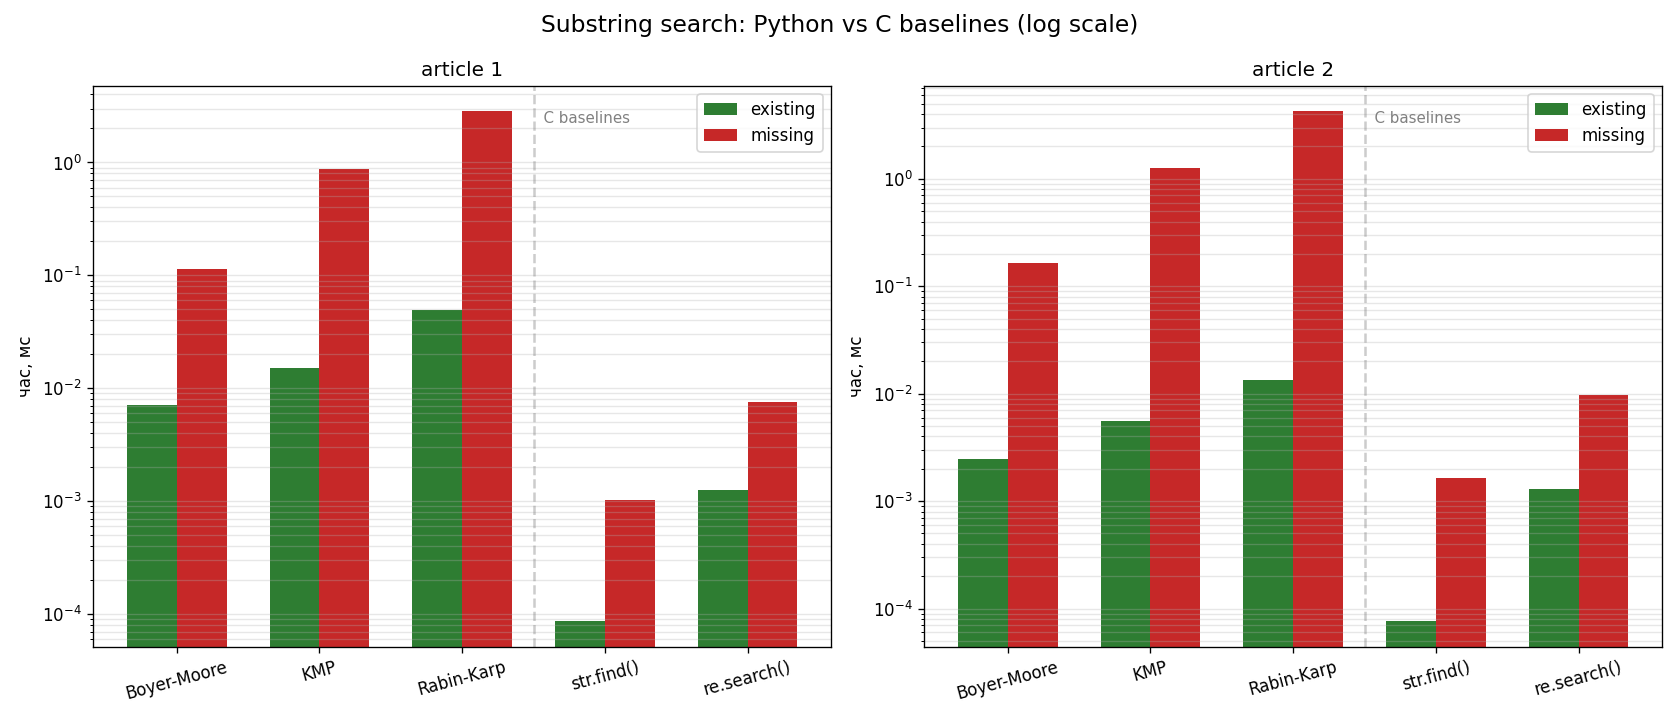 Substring search: Python vs C baselines (log scale)
article 1
C baselines
existing
missing
10⁰
10⁻¹
10⁻²
10⁻³
10⁻⁴
час, мс
Boyer-Moore
KMP
Rabin-Karp
str.find()
re.search()
article 2
C baselines
existing
missing
10⁰
10⁻¹
10⁻²
10⁻³
10⁻⁴
час, мс
Boyer-Moore
KMP
Rabin-Karp
str.find()
re.search()